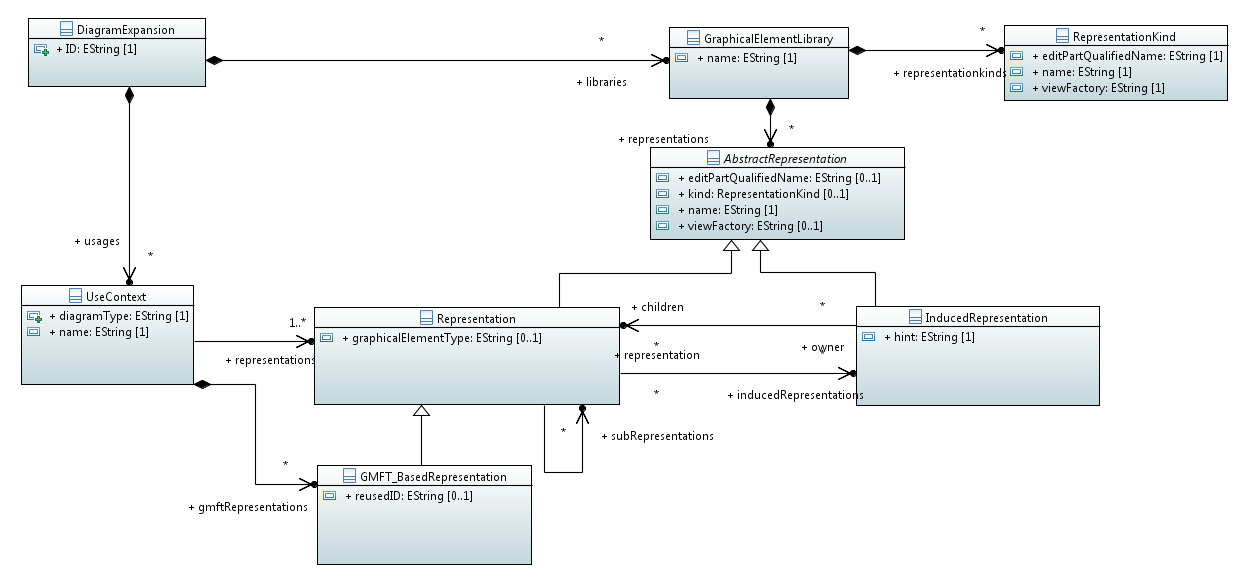 DiagramExpansion
+ ID: EString [1]
*
+ libraries
GraphicalElementLibrary
+ name: EString [1]
*
+ representationkinds
RepresentationKind
+ editPartQualifiedName: EString [1]
+ name: EString [1]
+ viewFactory: EString [1]
+ representations
*
AbstractRepresentation
+ editPartQualifiedName: EString [0..1]
+ kind: RepresentationKind [0..1]
+ name: EString [1]
+ viewFactory: EString [0..1]
+ usages
*
UseContext
+ diagramType: EString [1]
+ name: EString [1]
1..*
+ representations
Representation
+ graphicalElementType: EString [0..1]
+ children
*
*
+ representation
+ owner
*
*
+ inducedRepresentations
InducedRepresentation
+ hint: EString [1]
*
+ subRepresentations
*
+ gmftRepresentations
GMFT_BasedRepresentation
+ reusedID: EString [0..1]